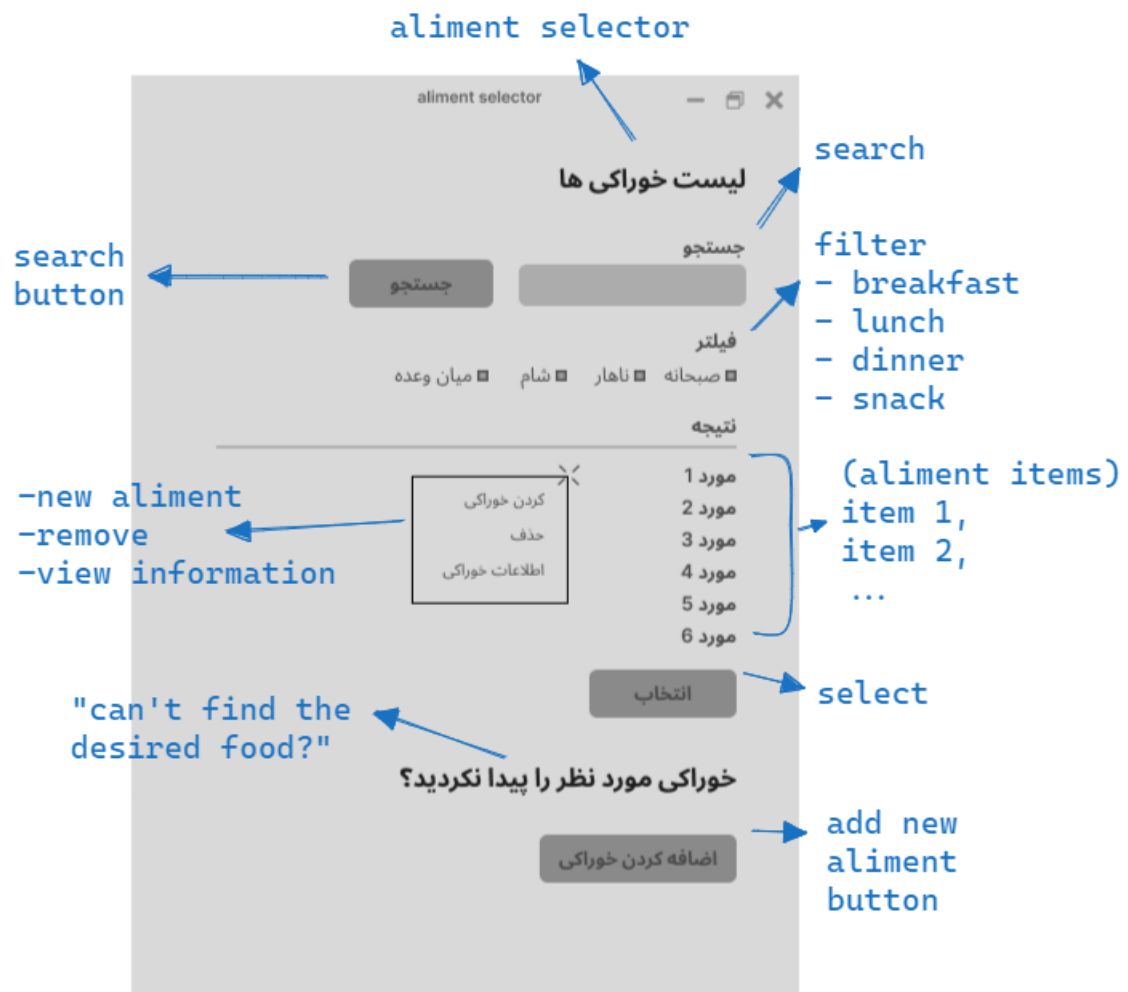 aliment selector
aliment selector
لیست خوراکی ها
search
جستجو
search
button
جستجو
filter
- breakfast
- lunch
- dinner
- snack
فیلتر
صبحانه ناهار شام میان وعده
نتیجه
(aliment items)
item 1,
item 2,
...
مورد 1
مورد 2
مورد 3
مورد 4
مورد 5
مورد 6
کردن خوراکی
حذف
اطلاعات خوراکی
-new aliment
-remove
-view information
انتخاب
select
"can't find the
desired food?"
خوراکی مورد نظر را پیدا نکردید؟
اضافه کردن خوراکی
add new
aliment
button